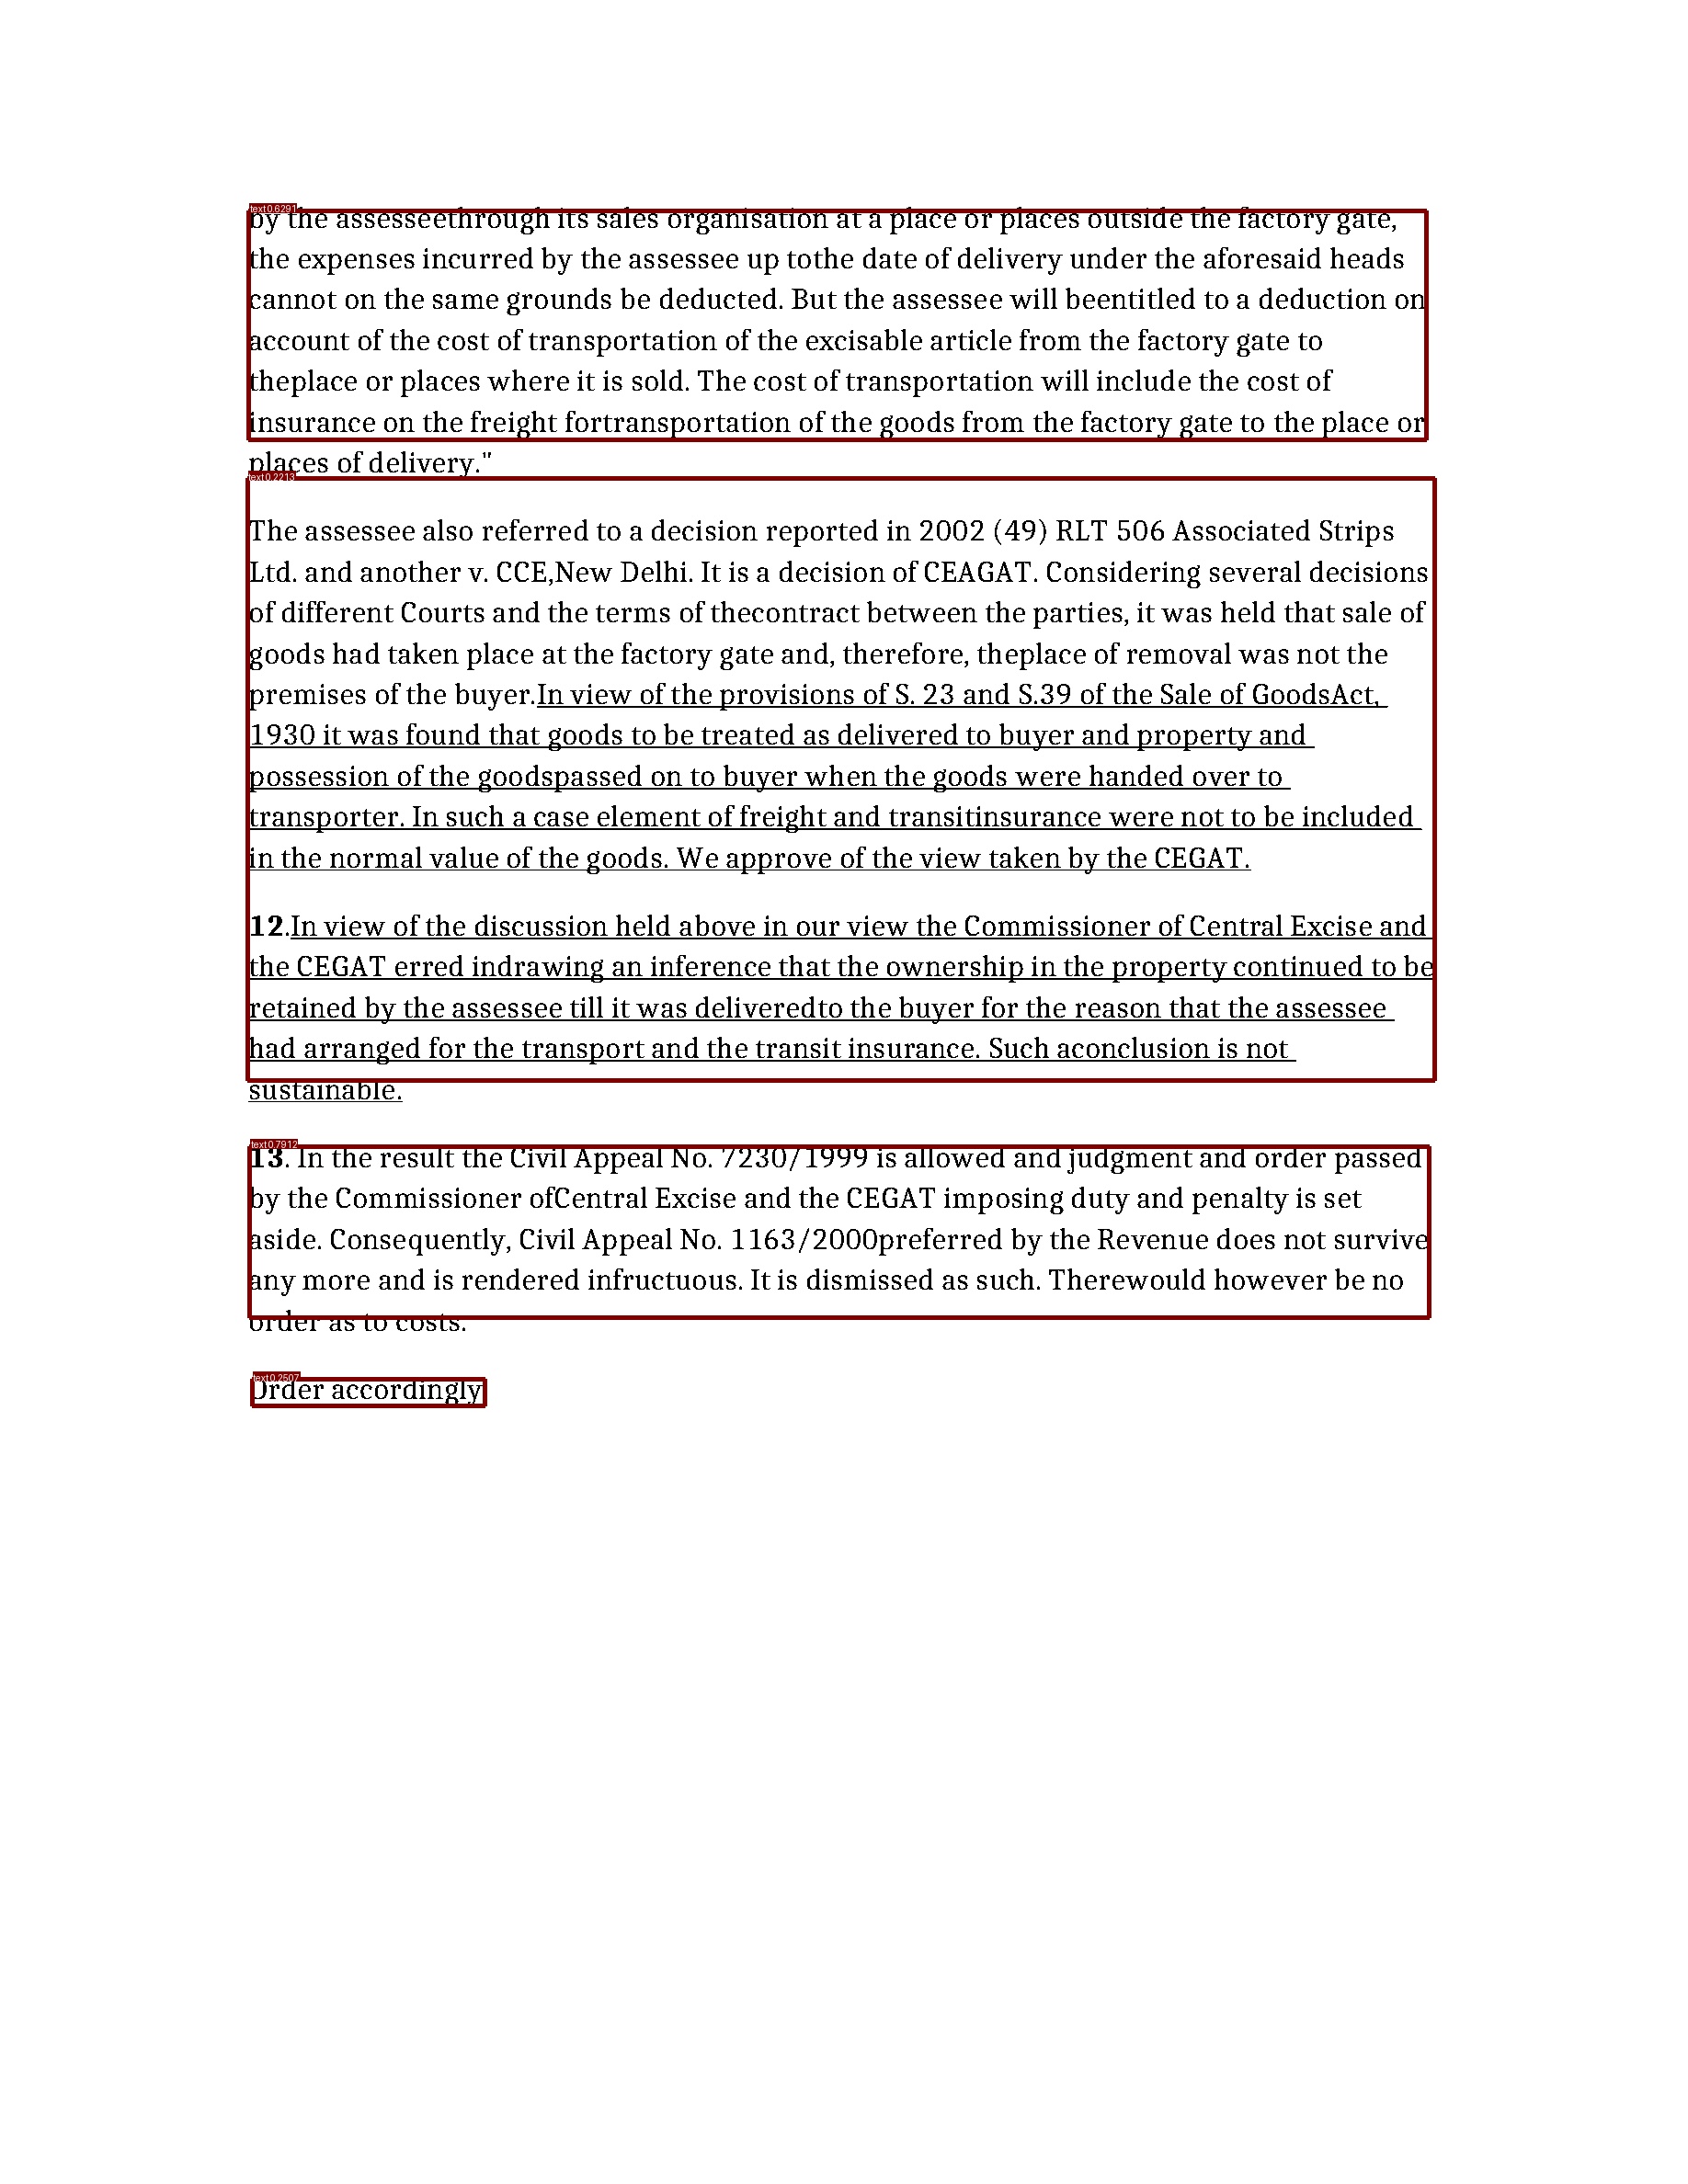 text0.6291
by the assesseethrough its sales organisation at a place or places outside the factory gate,
the expenses incurred by the assessee up tothe date of delivery under the aforesaid heads
cannot on the same grounds be deducted. But the assessee will beentitled to a deduction on
account of the cost of transportation of the excisable article from the factory gate to
theplace or places where it is sold. The cost of transportation will include the cost of
insurance on the freight fortransportation of the goods from the factory gate to the place or
places of delivery."
text0.2213
The assessee also referred to a decision reported in 2002 (49) RLT 506 Associated Strips
Ltd. and another v. CCE,New Delhi. It is a decision of CEAGAT. Considering several decisions
of different Courts and the terms of thecontract between the parties, it was held that sale of
goods had taken place at the factory gate and, therefore, theplace of removal was not the
premises of the buyer.In view of the provisions of S. 23 and S.39 of the Sale of GoodsAct,
1930 it was found that goods to be treated as delivered to buyer and property and
possession of the goodspassed on to buyer when the goods were handed over to
transporter. In such a case element of freight and transitinsurance were not to be included
in the normal value of the goods. We approve of the view taken by the CEGAT.
12.In view of the discussion held above in our view the Commissioner of Central Excise and
the CEGAT erred indrawing an inference that the ownership in the property continued to be
retained by the assessee till it was deliveredto the buyer for the reason that the assessee
had arranged for the transport and the transit insurance. Such aconclusion is not
sustainable.
text0.7912
13. In the result the Civil Appeal No. 7230/1999 is allowed and judgment and order passed
by the Commissioner ofCentral Excise and the CEGAT imposing duty and penalty is set
aside. Consequently, Civil Appeal No. 1163/2000preferred by the Revenue does not survive
any more and is rendered infructuous. It is dismissed as such. Therewould however be no
order as to costs.
text0.2507
Order accordingly